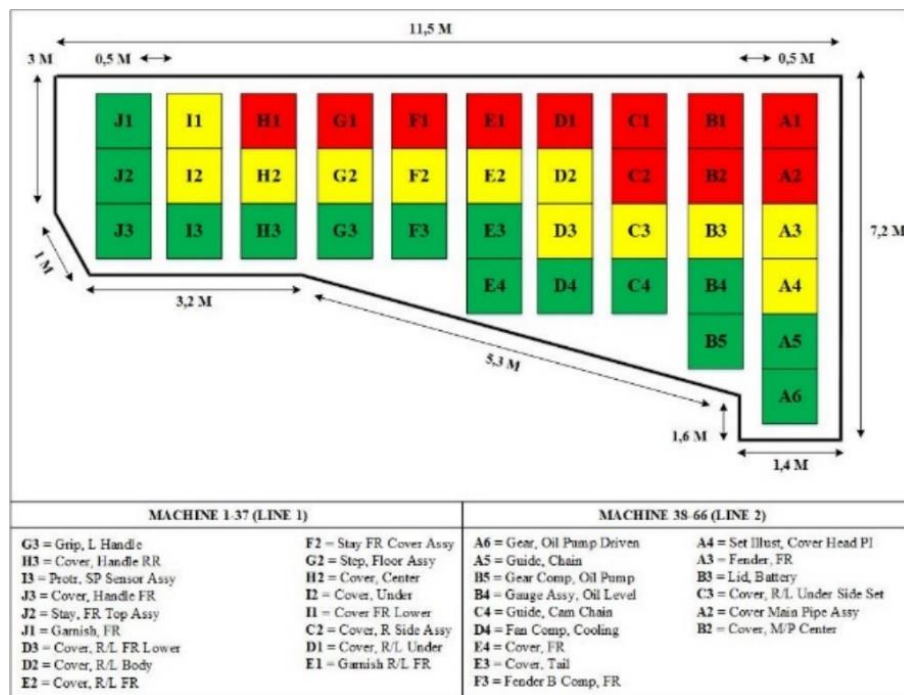 11,5 M
3 M
0,5 M
0,5 M
J1 I1 H1 G1 F1 E1 D1 C1 B1 A1
J2 I2 H2 G2 F2 E2 D2 C2 B2 A2
J3 I3 H3 G3 F3 E3 D3 C3 B3 A3
7,2 M
1 M
E4 D4 C4 B4 A4
3,2 M
B5 A5
5,3 M
A6
1,6 M
1,4 M
MACHINE 1-37 (LINE 1)
G3 = Grip, L Handle
H3 = Cover, Handle RR
I3 = Protr, SP Sensor Assy
J3 = Cover, Handle FR
J2 = Stay, FR Top Assy
J1 = Garnish, FR
D3 = Cover, R/L FR Lower
D2 = Cover, R/L Body
E2 = Cover, R/L FR
F2 = Stay FR Cover Assy
G2 = Step, Floor Assy
H2 = Cover, Center
I2 = Cover, Under
I1 = Cover FR Lower
C2 = Cover, R Side Assy
D1 = Cover, R/L Under
E1 = Garnish R/L FR
MACHINE 38-66 (LINE 2)
A6 = Gear, Oil Pump Driven
A5 = Guide, Chain
B5 = Gear Comp, Oil Pump
B4 = Gauge Assy, Oil Level
C4 = Guide, Cam Chain
D4 = Fan Comp, Cooling
E4 = Cover, FR
E3 = Cover, Tail
F3 = Fender B Comp, FR
A4 = Set Illust, Cover Head PI
A3 = Fender, FR
B3 = Lid, Battery
C3 = Cover, R/L Under Side Set
A2 = Cover Main Pipe Assy
B2 = Cover, M/P Center